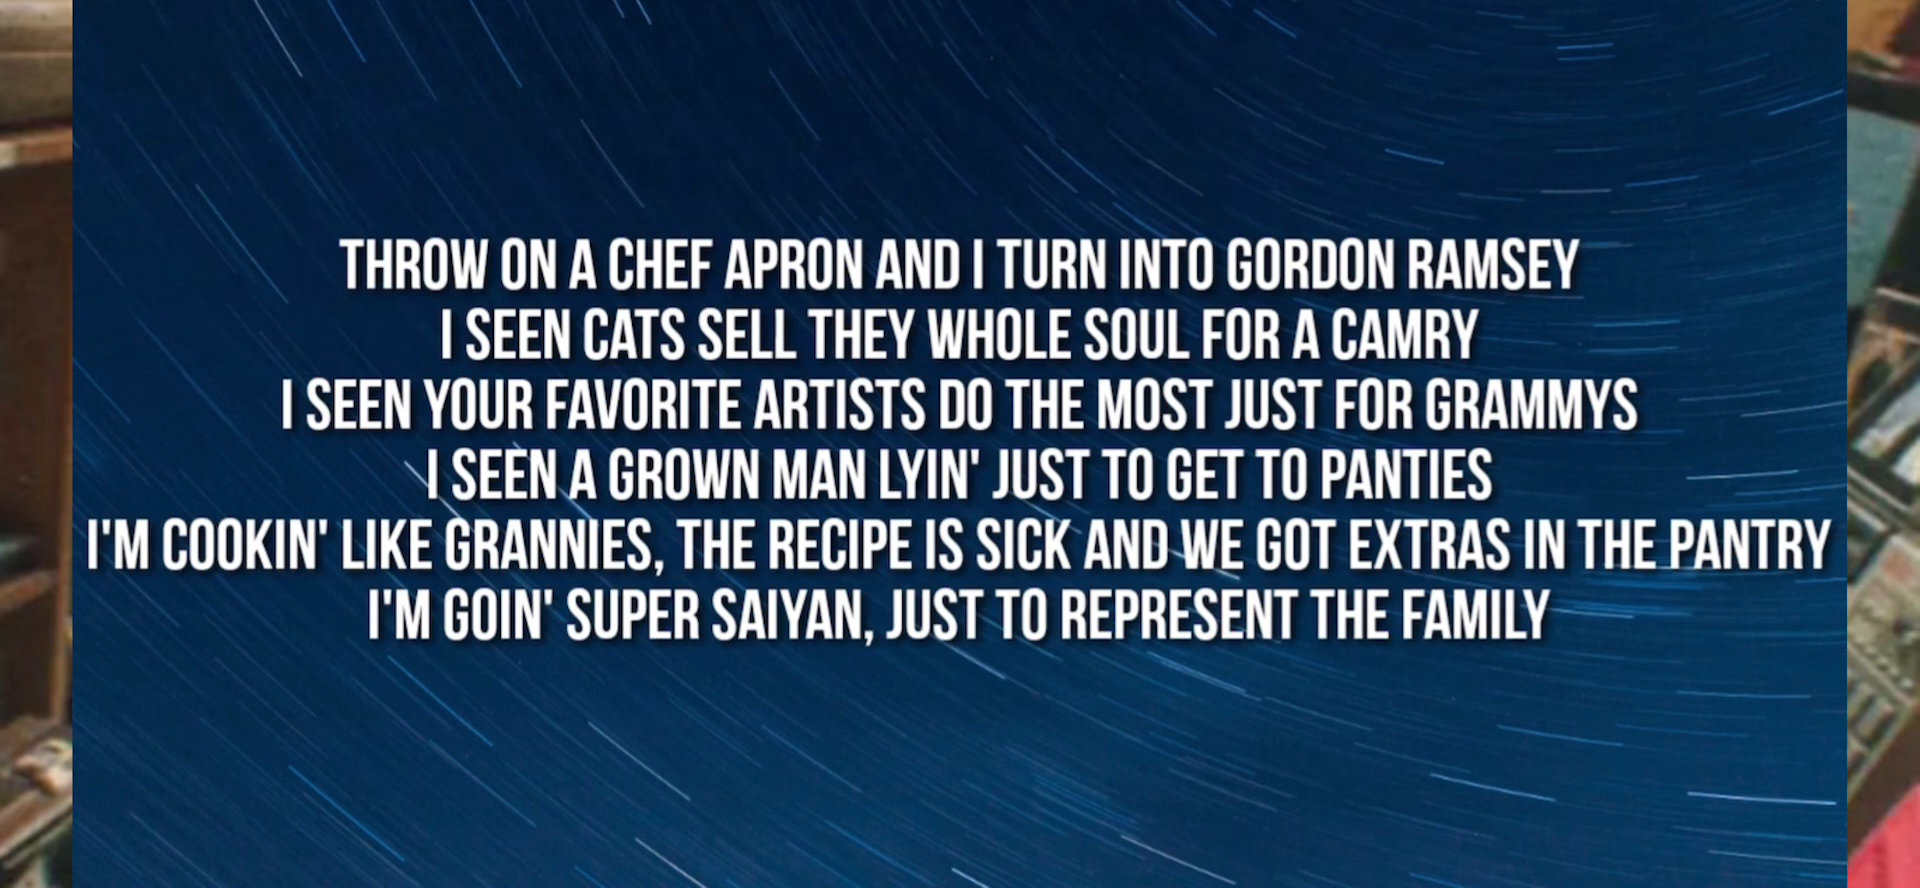 THROW ON A CHEF APRON AND I TURN INTO GORDON RAMSEY
I SEEN CATS SELL THEY WHOLE SOUL FOR A CAMRY
I SEEN YOUR FAVORITE ARTISTS DO THE MOST JUST FOR GRAMMYS
I SEEN A GROWN MAN LYIN' JUST TO GET TO PANTIES
I'M COOKIN' LIKE GRANNIES, THE RECIPE IS SICK AND WE GOT EXTRAS IN THE PANTRY
I'M GOIN' SUPER SAIYAN, JUST TO REPRESENT THE FAMILY